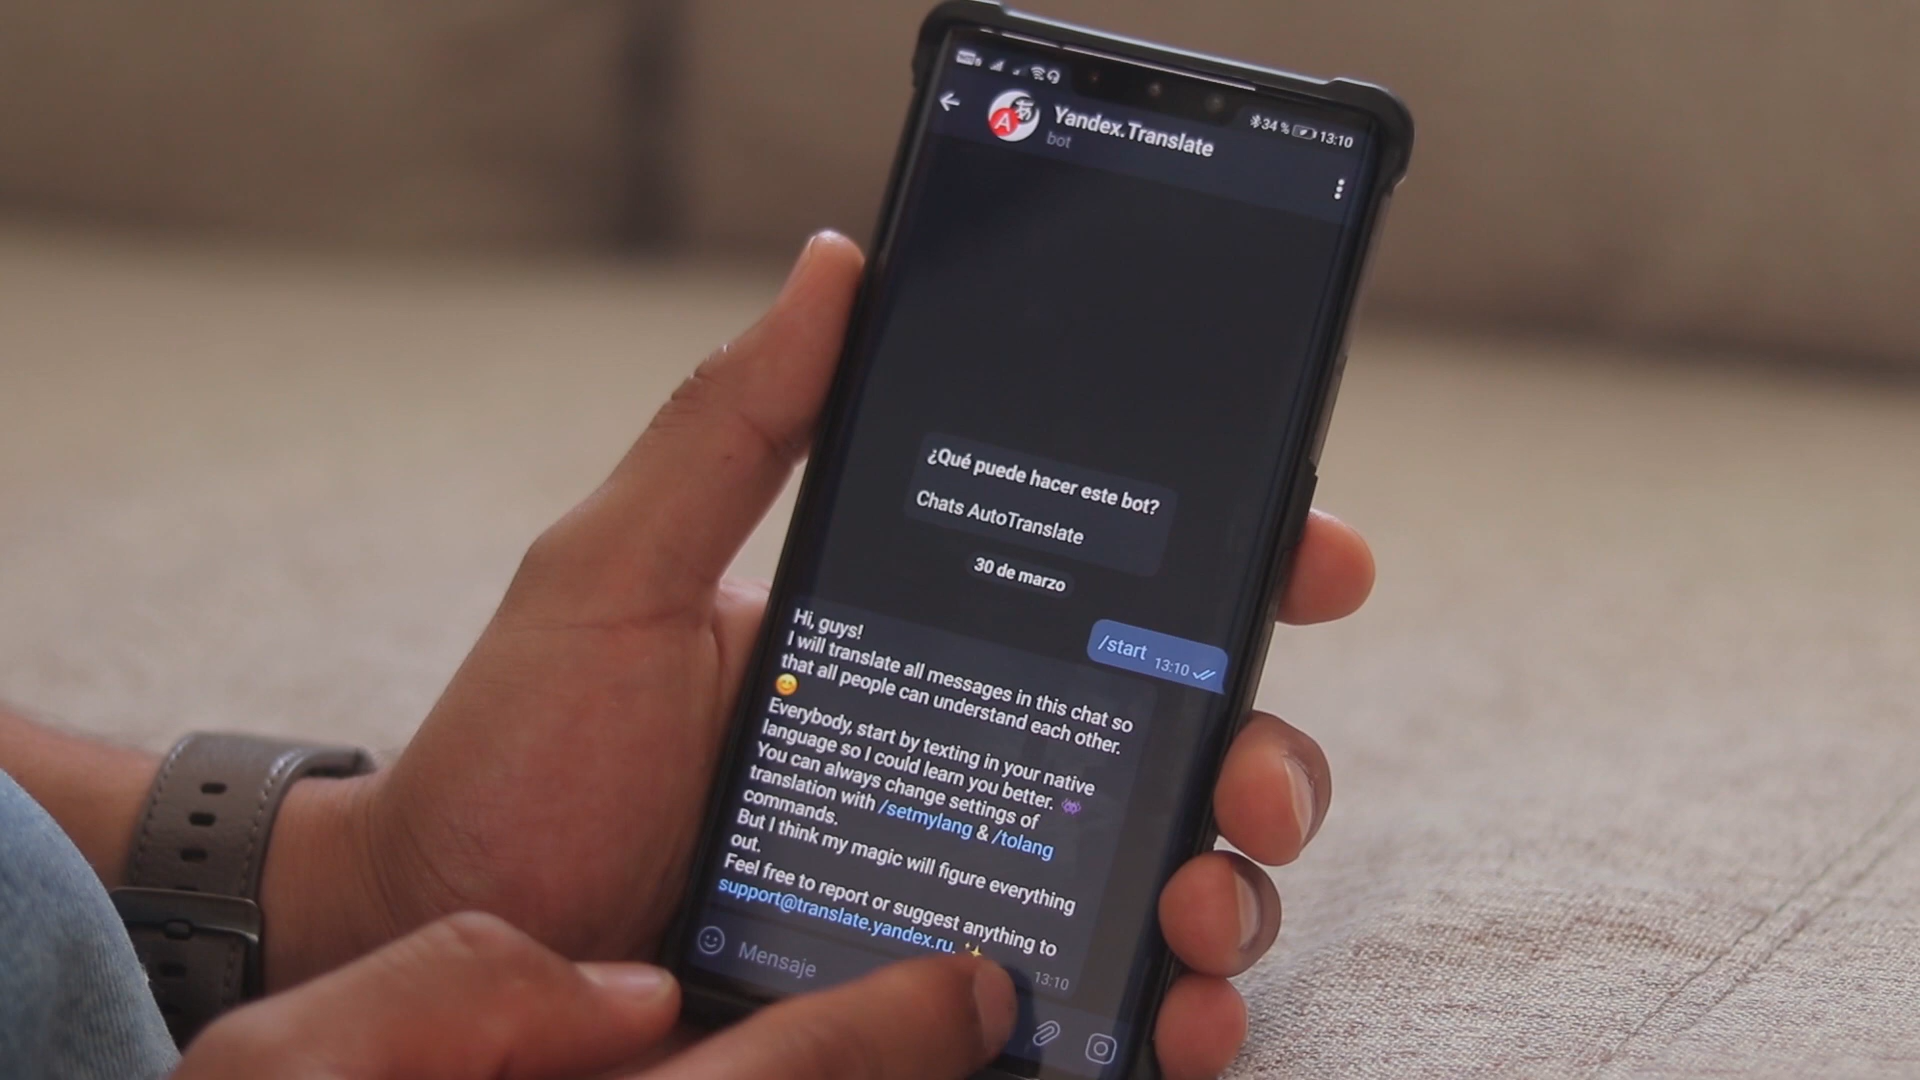 34 % 13:10
Yandex.Translate
bot
¿Qué puede hacer este bot?
Chats AutoTranslate
30 de marzo
/start 13:10
Hi, guys!
I will translate all messages in this chat so
that all people can understand each other.
😊
Everybody, start by texting in your native
language so I could learn you better. 👾
You can always change settings of
translation with /setmylang & /tolang
commands.
But I think my magic will figure everything
out.
Feel free to report or suggest anything to
support@translate.yandex.ru. ✨
13:10
Mensaje